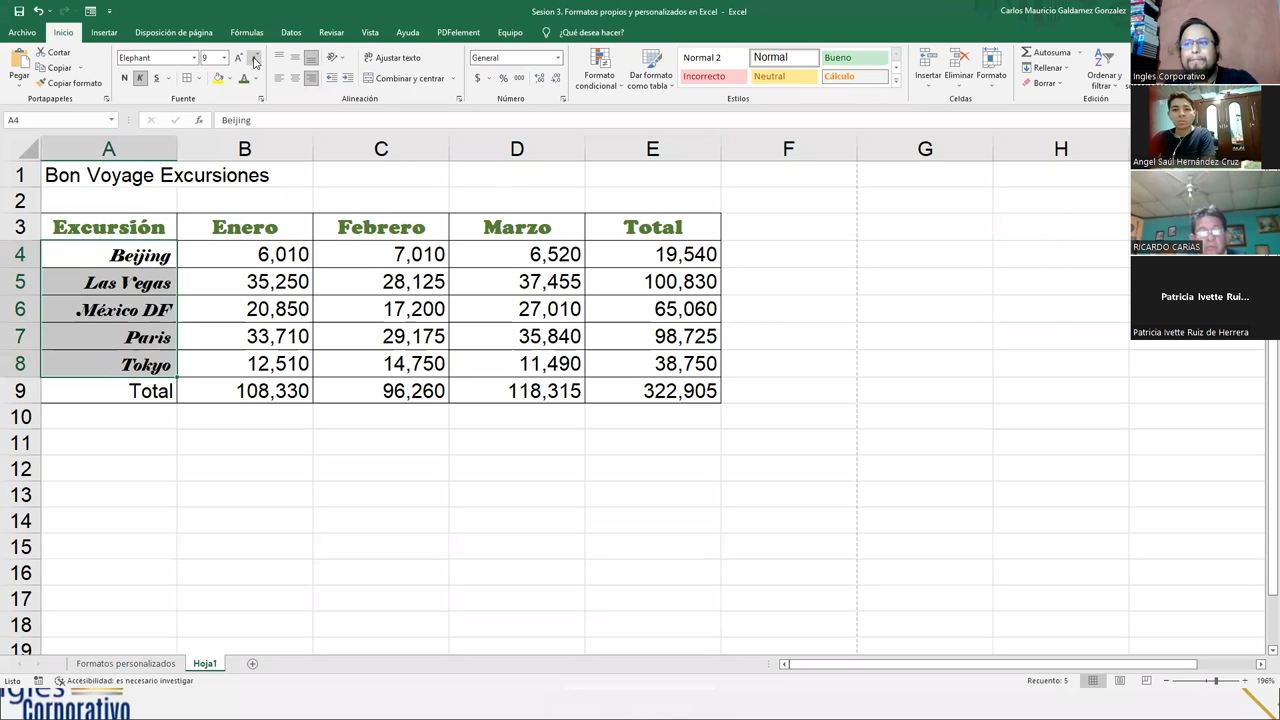 Sesion 3. Formatos propios y personalizados en Excel - Excel
Carlos Mauricio Galdamez Gonzalez
Archivo Inicio Insertar Disposición de página Fórmulas Datos Revisar Vista Ayuda PDFelement Equipo ¿Qué desea hacer?
Pegar
Cortar
Copiar
Copiar formato
Portapapeles
Elephant 9
N K S
Fuente
Ajustar texto
Combinar y centrar
Alineación
General
$ % 000
Número
Formato condicional
Dar formato como tabla
Normal 2 Normal Bueno
Incorrecto Neutral Cálculo
Estilos
Insertar Eliminar Formato
Celdas
Autosuma
Rellenar
Borrar
Ordenar y filtrar
Edición
A4 fx Beijing
A B C D E F G H
1 Bon Voyage Excursiones
2
3 Excursión Enero Febrero Marzo Total
4 Beijing 6,010 7,010 6,520 19,540
5 Las Vegas 35,250 28,125 37,455 100,830
6 México DF 20,850 17,200 27,010 65,060
7 Paris 33,710 29,175 35,840 98,725
8 Tokyo 12,510 14,750 11,490 38,750
9 Total 108,330 96,260 118,315 322,905
10
11
12
13
14
15
16
17
18
19
Formatos personalizados Hoja1
Listo Accesibilidad: es necesario investigar Recuento: 5 196%
Ingles Corporativo
Angel Saúl Hernández Cruz
RICARDO CARÍAS
Patricia Ivette Rui...
Patricia Ivette Ruiz de Herrera
Ingles
Corporativo